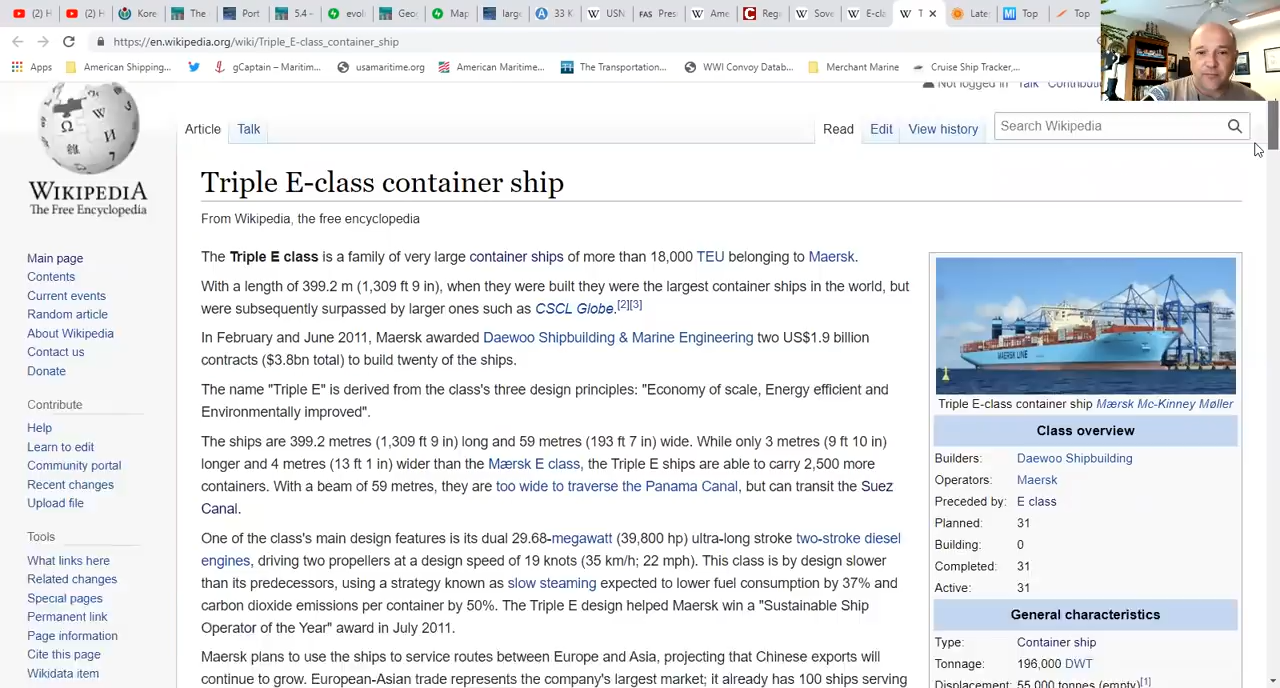 (2) H
(2) H
Kore
The
Port
5.4 –
evol
Geo
Map
larg
33 K
USN
FAS Pres
Ame
Reg
Sove
E-cla
T
Late
Top
Top
https://en.wikipedia.org/wiki/Triple_E-class_container_ship
Apps American Shipping... gCaptain – Maritim... usamaritime.org American Maritime... The Transportation... WWI Convoy Datab... Merchant Marine Cruise Ship Tracker,...
Not logged in Talk Contributi
Article Talk Read Edit View history Search Wikipedia
WIKIPEDIA
The Free Encyclopedia
Main page
Contents
Current events
Random article
About Wikipedia
Contact us
Donate
Contribute
Help
Learn to edit
Community portal
Recent changes
Upload file
Tools
What links here
Related changes
Special pages
Permanent link
Page information
Cite this page
Wikidata item
Triple E-class container ship
From Wikipedia, the free encyclopedia
The Triple E class is a family of very large container ships of more than 18,000 TEU belonging to Maersk.
With a length of 399.2 m (1,309 ft 9 in), when they were built they were the largest container ships in the world, but
were subsequently surpassed by larger ones such as CSCL Globe.[2][3]
In February and June 2011, Maersk awarded Daewoo Shipbuilding & Marine Engineering two US$1.9 billion
contracts ($3.8bn total) to build twenty of the ships.
The name "Triple E" is derived from the class's three design principles: "Economy of scale, Energy efficient and
Environmentally improved".
The ships are 399.2 metres (1,309 ft 9 in) long and 59 metres (193 ft 7 in) wide. While only 3 metres (9 ft 10 in)
longer and 4 metres (13 ft 1 in) wider than the Mærsk E class, the Triple E ships are able to carry 2,500 more
containers. With a beam of 59 metres, they are too wide to traverse the Panama Canal, but can transit the Suez
Canal.
One of the class's main design features is its dual 29.68-megawatt (39,800 hp) ultra-long stroke two-stroke diesel
engines, driving two propellers at a design speed of 19 knots (35 km/h; 22 mph). This class is by design slower
than its predecessors, using a strategy known as slow steaming expected to lower fuel consumption by 37% and
carbon dioxide emissions per container by 50%. The Triple E design helped Maersk win a "Sustainable Ship
Operator of the Year" award in July 2011.
Maersk plans to use the ships to service routes between Europe and Asia, projecting that Chinese exports will
continue to grow. European-Asian trade represents the company's largest market; it already has 100 ships serving
MAERSK LINE
Triple E-class container ship Mærsk Mc-Kinney Møller
Class overview
Builders: Daewoo Shipbuilding
Operators: Maersk
Preceded by: E class
Planned: 31
Building: 0
Completed: 31
Active: 31
General characteristics
Type: Container ship
Tonnage: 196,000 DWT
Displacement: 55,000 tonnes (empty)[1]